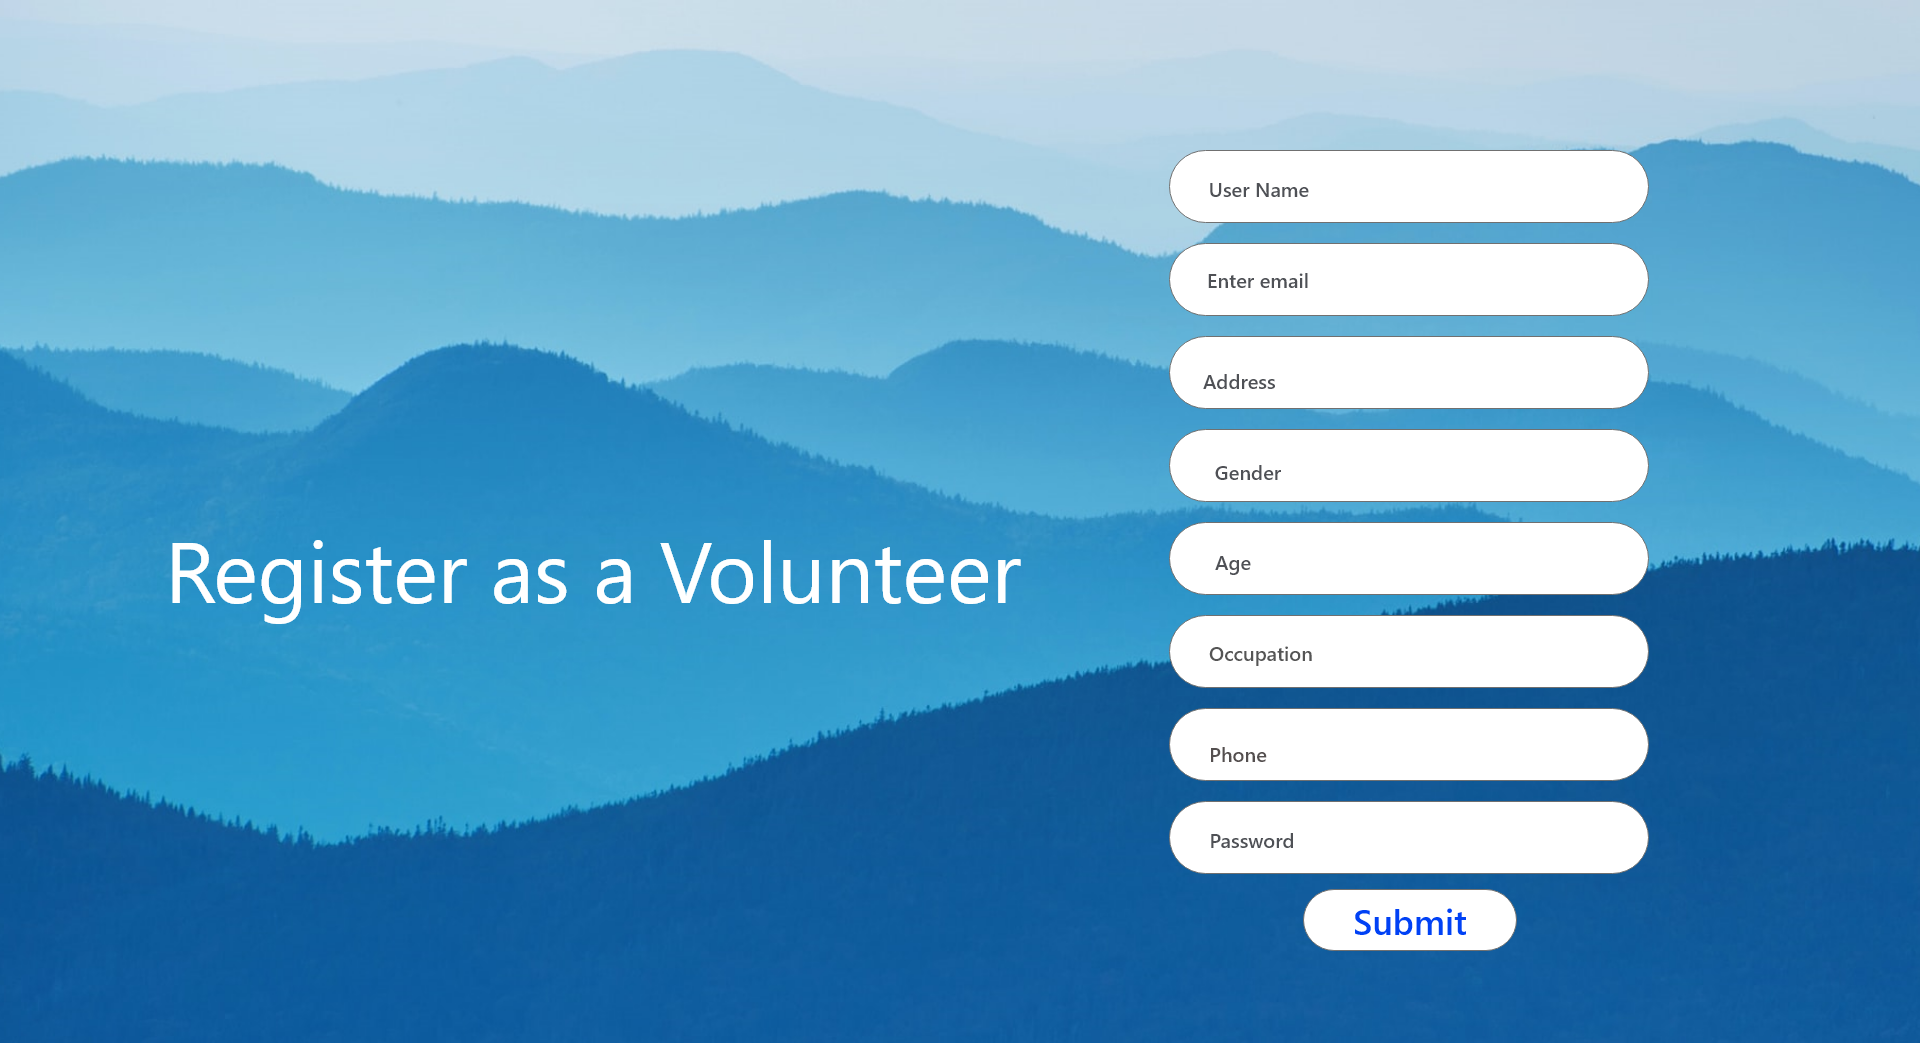 Register as a Volunteer
User Name
Enter email
Address
Gender
Age
Occupation
Phone
Password
Submit